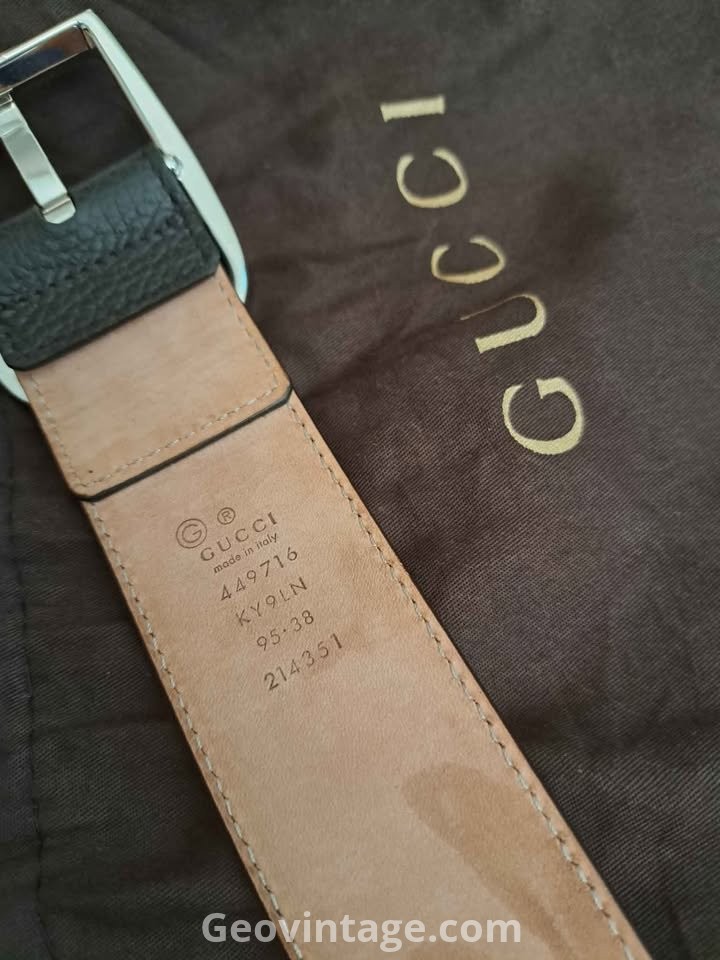 GUCCI
G ®
GUCCI
made in italy
449716
KY9LN
95·38
214351
Geovintage.com